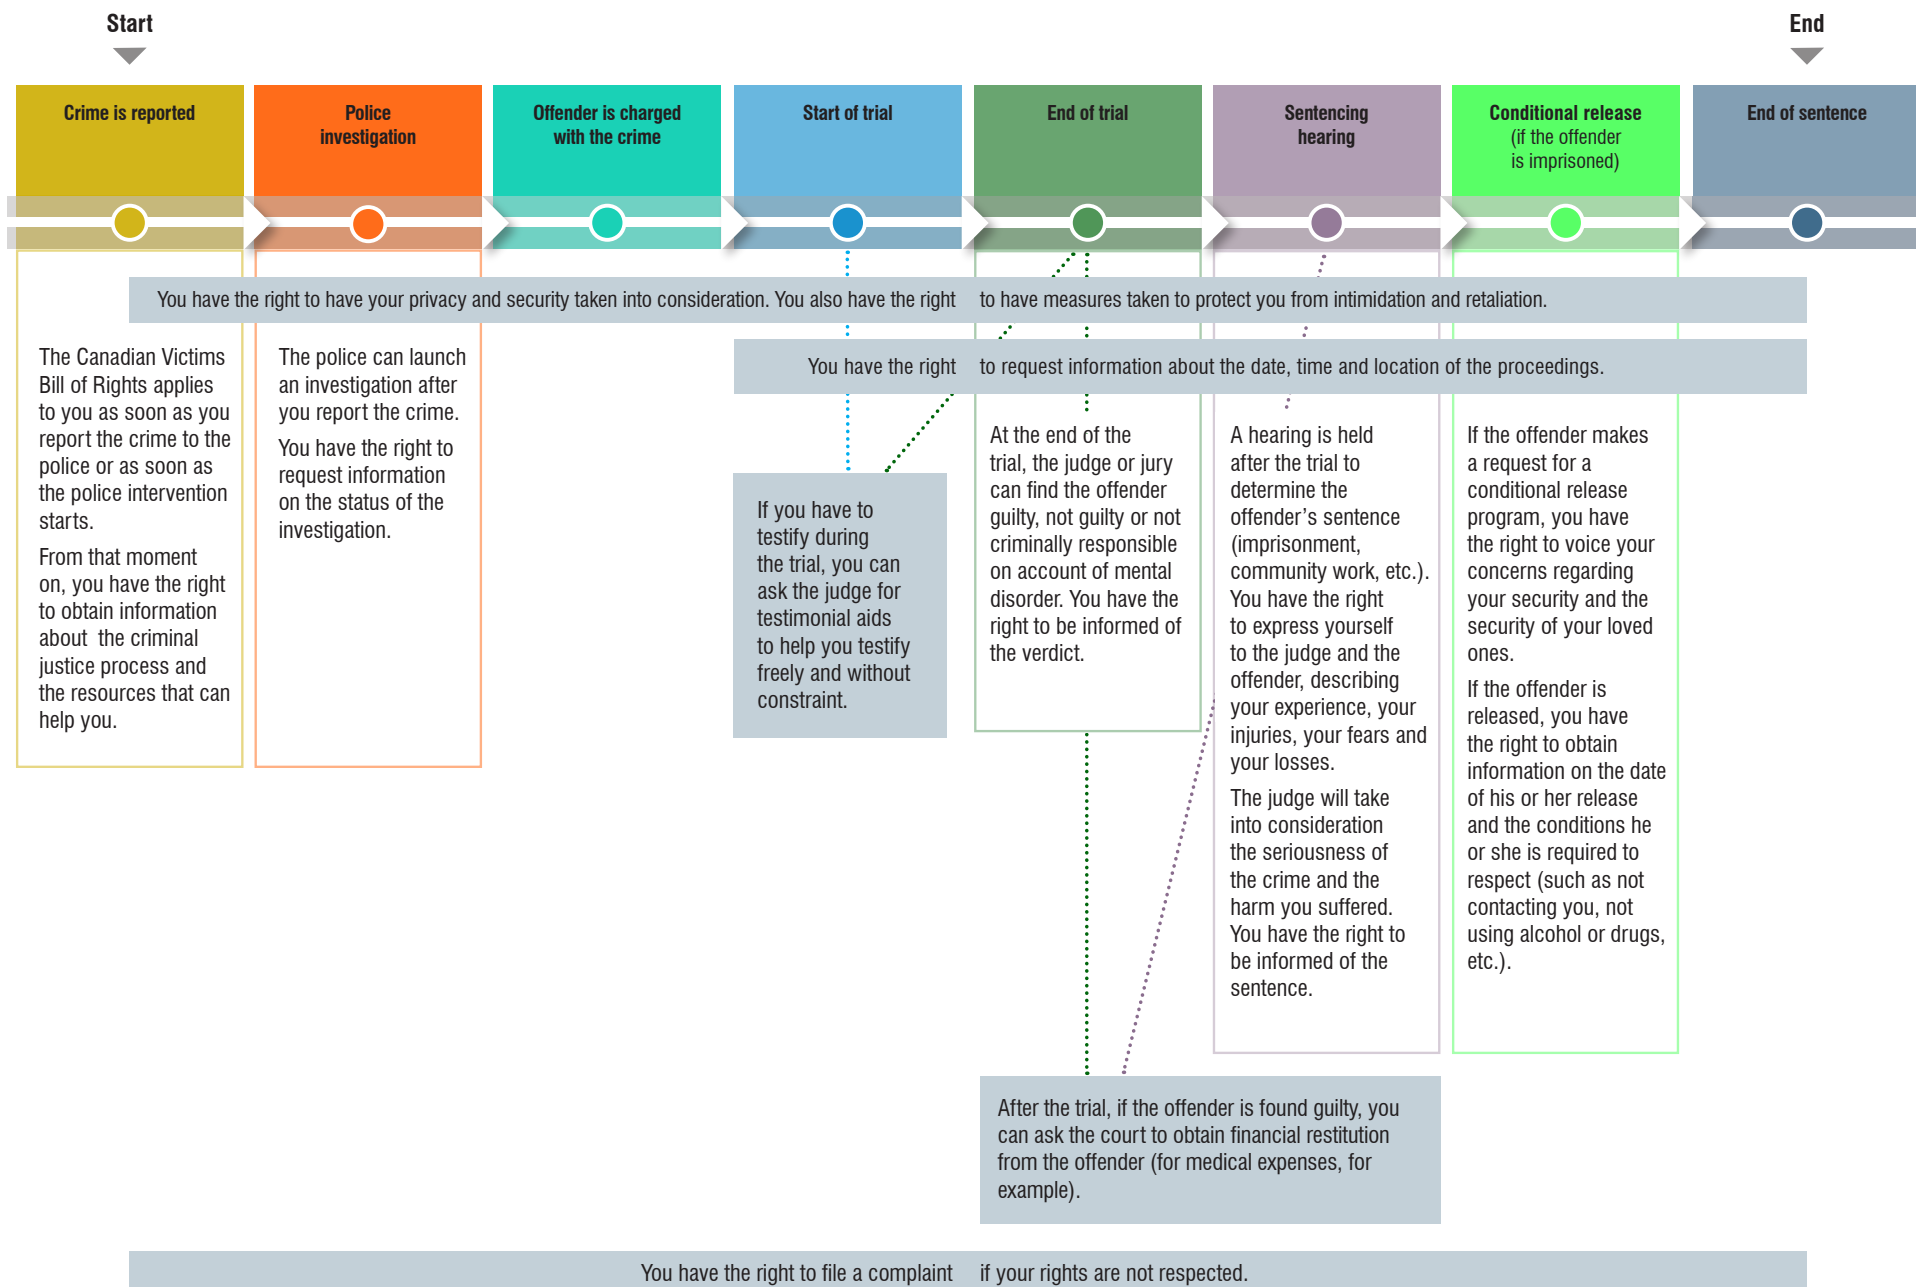 Start
End
Crime is reported
Police
investigation
Offender is charged
with the crime
Start of trial
End of trial
Sentencing
hearing
Conditional release
(if the offender
is imprisoned)
End of sentence
You have the right to have your privacy and security taken into consideration. You also have the right to have measures taken to protect you from intimidation and retaliation.
You have the right to request information about the date, time and location of the proceedings.
The Canadian Victims
Bill of Rights applies
to you as soon as you
report the crime to the
police or as soon as
the police intervention
starts.
From that moment
on, you have the right
to obtain information
about the criminal
justice process and
the resources that can
help you.
The police can launch
an investigation after
you report the crime.
You have the right to
request information
on the status of the
investigation.
If you have to
testify during
the trial, you can
ask the judge for
testimonial aids
to help you testify
freely and without
constraint.
At the end of the
trial, the judge or jury
can find the offender
guilty, not guilty or not
criminally responsible
on account of mental
disorder. You have the
right to be informed of
the verdict.
A hearing is held
after the trial to
determine the
offender’s sentence
(imprisonment,
community work, etc.).
You have the right
to express yourself
to the judge and the
offender, describing
your experience, your
injuries, your fears and
your losses.
The judge will take
into consideration
the seriousness of
the crime and the
harm you suffered.
You have the right to
be informed of the
sentence.
If the offender makes
a request for a
conditional release
program, you have
the right to voice your
concerns regarding
your security and the
security of your loved
ones.
If the offender is
released, you have
the right to obtain
information on the date
of his or her release
and the conditions he
or she is required to
respect (such as not
contacting you, not
using alcohol or drugs,
etc.).
After the trial, if the offender is found guilty, you
can ask the court to obtain financial restitution
from the offender (for medical expenses, for
example).
You have the right to file a complaint if your rights are not respected.